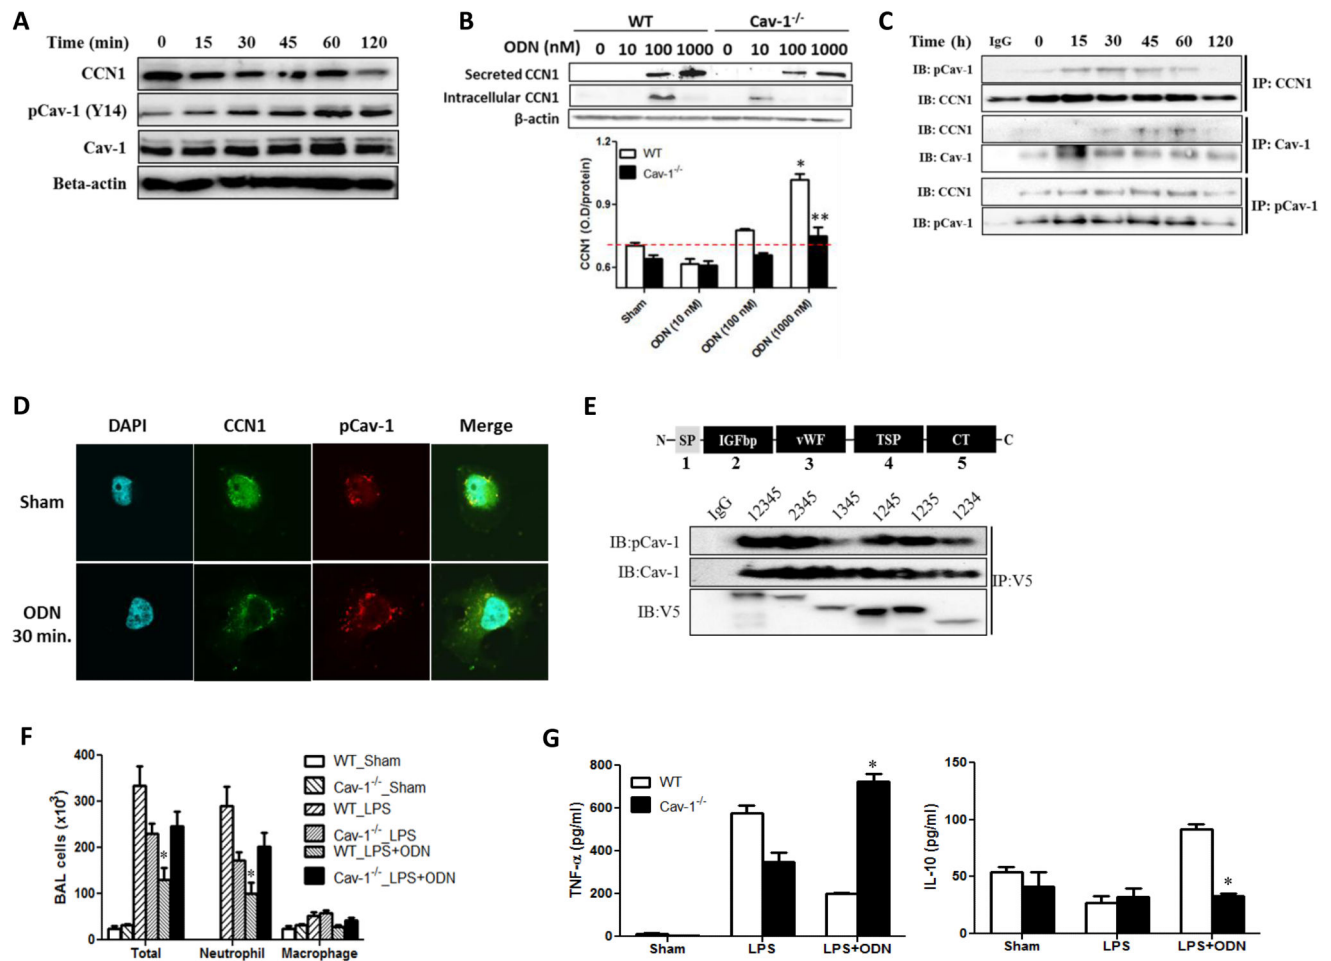 A
Time (min) 0 15 30 45 60 120
CCN1
pCav-1 (Y14)
Cav-1
Beta-actin
B
WT Cav-1-/-
ODN (nM) 0 10 100 1000 0 10 100 1000
Secreted CCN1
Intracellular CCN1
β-actin
1.2
0.9
0.6
CCN1 (O.D/protein)
WT
Cav-1-/-
*
**
Sham
ODN (10 nM)
ODN (100 nM)
ODN (1000 nM)
C
Time (h) IgG 0 15 30 45 60 120
IB: pCav-1
IB: CCN1
IP: CCN1
IB: CCN1
IB: Cav-1
IP: Cav-1
IB: CCN1
IB: pCav-1
IP: pCav-1
D
DAPI CCN1 pCav-1 Merge
Sham
ODN
30 min.
E
N SP IGFbp vWF TSP CT C
1 2 3 4 5
IgG 12345 2345 1345 1245 1235 1234
IB:pCav-1
IB:Cav-1
IB:V5
IP:V5
F
400
300
200
100
0
BAL cells (x10³)
WT_Sham
Cav-1-/-_Sham
WT_LPS
Cav-1-/-_LPS
WT_LPS+ODN
Cav-1-/-_LPS+ODN
*
*
Total Neutrophil Macrophage
G
800
600
400
200
0
TNF-α (pg/ml)
WT
Cav-1-/-
*
Sham LPS LPS+ODN
150
100
50
0
IL-10 (pg/ml)
*
Sham LPS LPS+ODN